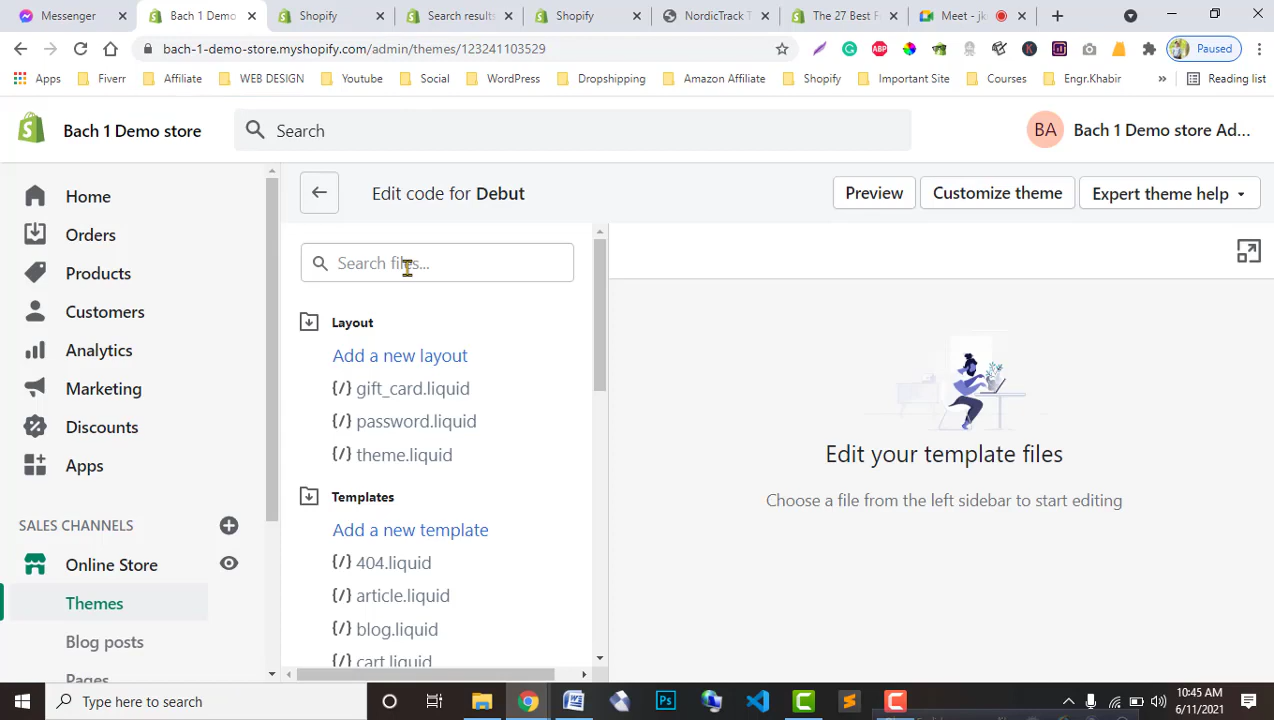 Messenger
Bach 1 Demo
Shopify
Search results
Shopify
NordicTrack T
The 27 Best F
Meet - jk
bach-1-demo-store.myshopify.com/admin/themes/123241103529
ABP
K
Paused
Apps
Fiverr
Affiliate
WEB DESIGN
Youtube
Social
WordPress
Dropshipping
Amazon Affiliate
Shopify
Important Site
Courses
Engr.Khabir
»
Reading list
Bach 1 Demo store
Search
BA
Bach 1 Demo store Ad...
Home
Orders
Products
Customers
Analytics
Marketing
Discounts
Apps
SALES CHANNELS
Online Store
Themes
Blog posts
Pages
Edit code for Debut
Preview
Customize theme
Expert theme help
Search files...
Layout
Add a new layout
{/} gift_card.liquid
{/} password.liquid
{/} theme.liquid
Templates
Add a new template
{/} 404.liquid
{/} article.liquid
{/} blog.liquid
{/} cart.liquid
Edit your template files
Choose a file from the left sidebar to start editing
Type here to search
Ps
10:45 AM
6/11/2021